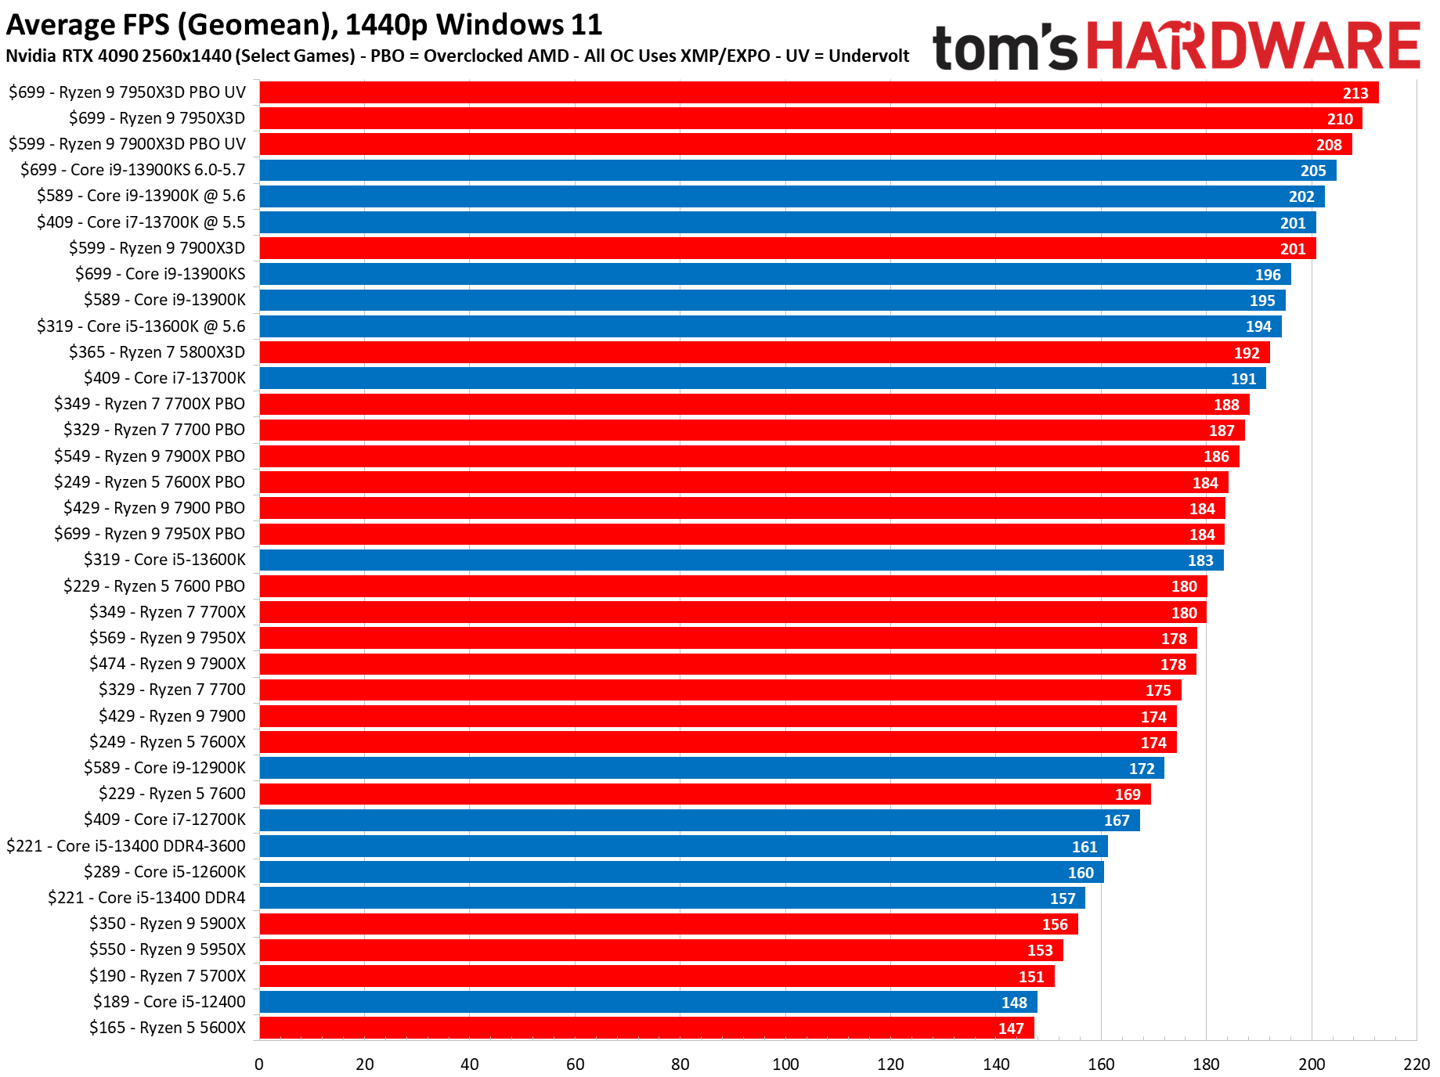 Average FPS (Geomean), 1440p Windows 11
Nvidia RTX 4090 2560x1440 (Select Games) - PBO = Overclocked AMD - All OC Uses XMP/EXPO - UV = Undervolt
tom's HARDWARE
$699 - Ryzen 9 7950X3D PBO UV 213
$699 - Ryzen 9 7950X3D 210
$599 - Ryzen 9 7900X3D PBO UV 208
$699 - Core i9-13900KS 6.0-5.7 205
$589 - Core i9-13900K @ 5.6 202
$409 - Core i7-13700K @ 5.5 201
$599 - Ryzen 9 7900X3D 201
$699 - Core i9-13900KS 196
$589 - Core i9-13900K 195
$319 - Core i5-13600K @ 5.6 194
$365 - Ryzen 7 5800X3D 192
$409 - Core i7-13700K 191
$349 - Ryzen 7 7700X PBO 188
$329 - Ryzen 7 7700 PBO 187
$549 - Ryzen 9 7900X PBO 186
$249 - Ryzen 5 7600X PBO 184
$429 - Ryzen 9 7900 PBO 184
$699 - Ryzen 9 7950X PBO 184
$319 - Core i5-13600K 183
$229 - Ryzen 5 7600 PBO 180
$349 - Ryzen 7 7700X 180
$569 - Ryzen 9 7950X 178
$474 - Ryzen 9 7900X 178
$329 - Ryzen 7 7700 175
$429 - Ryzen 9 7900 174
$249 - Ryzen 5 7600X 174
$589 - Core i9-12900K 172
$229 - Ryzen 5 7600 169
$409 - Core i7-12700K 167
$221 - Core i5-13400 DDR4-3600 161
$289 - Core i5-12600K 160
$221 - Core i5-13400 DDR4 157
$350 - Ryzen 9 5900X 156
$550 - Ryzen 9 5950X 153
$190 - Ryzen 7 5700X 151
$189 - Core i5-12400 148
$165 - Ryzen 5 5600X 147
0 20 40 60 80 100 120 140 160 180 200 220